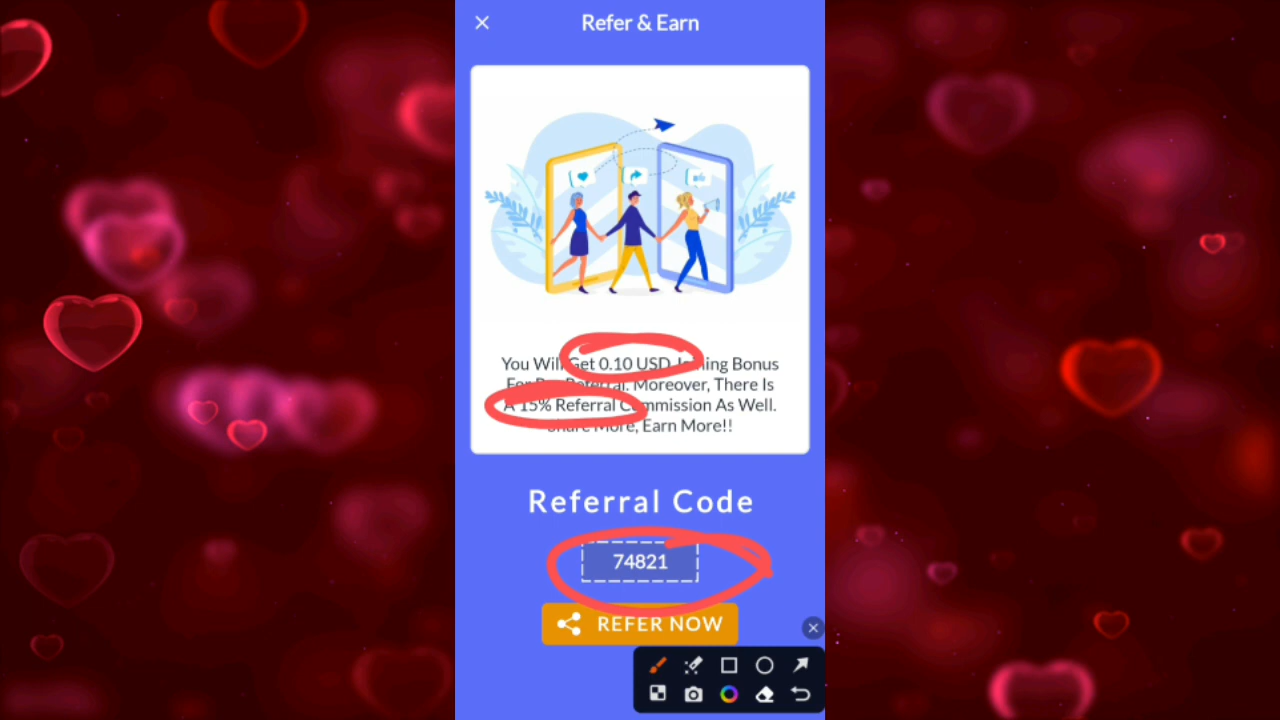 Refer & Earn
You Will Get 0.10 USD Joining Bonus
For Per Referral. Moreover, There Is
A 15% Referral Commission As Well.
Share More, Earn More!!
Referral Code
74821
REFER NOW